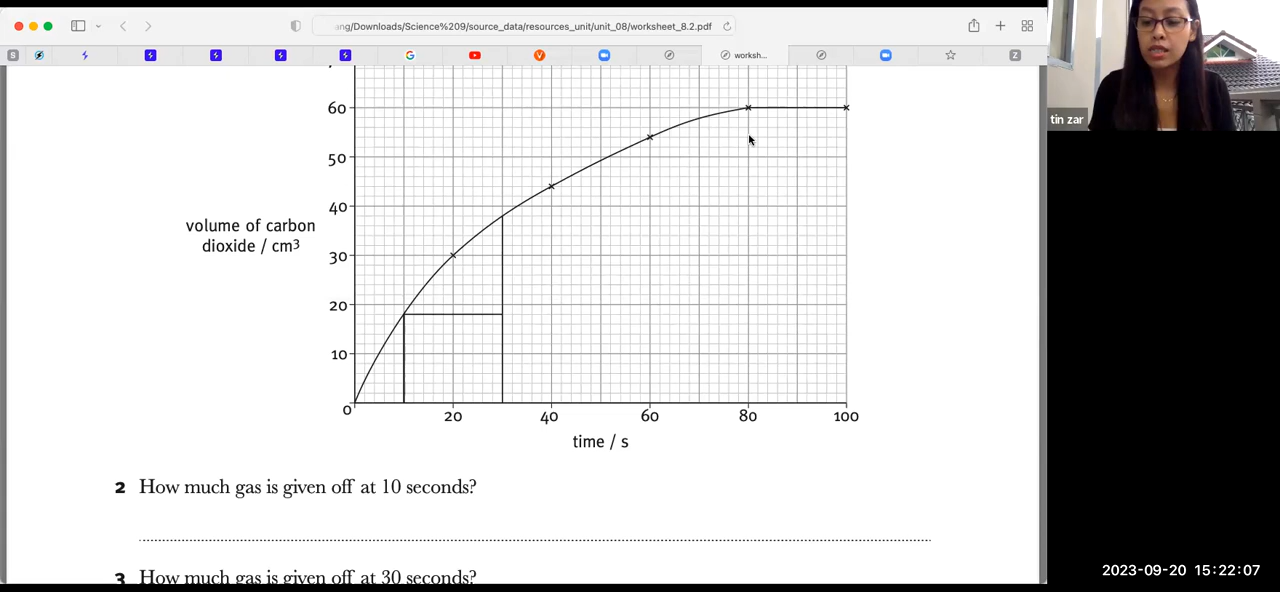 ang/Downloads/Science%209/source_data/resources_unit/unit_08/worksheet_8.2.pdf
S
worksh...
Z
60
50
volume of carbon
dioxide / cm³
40
30
20
10
0
20 40 60 80 100
time / s
2 How much gas is given off at 10 seconds?
3 How much gas is given off at 30 seconds?
tin zar
2023-09-20 15:22:07